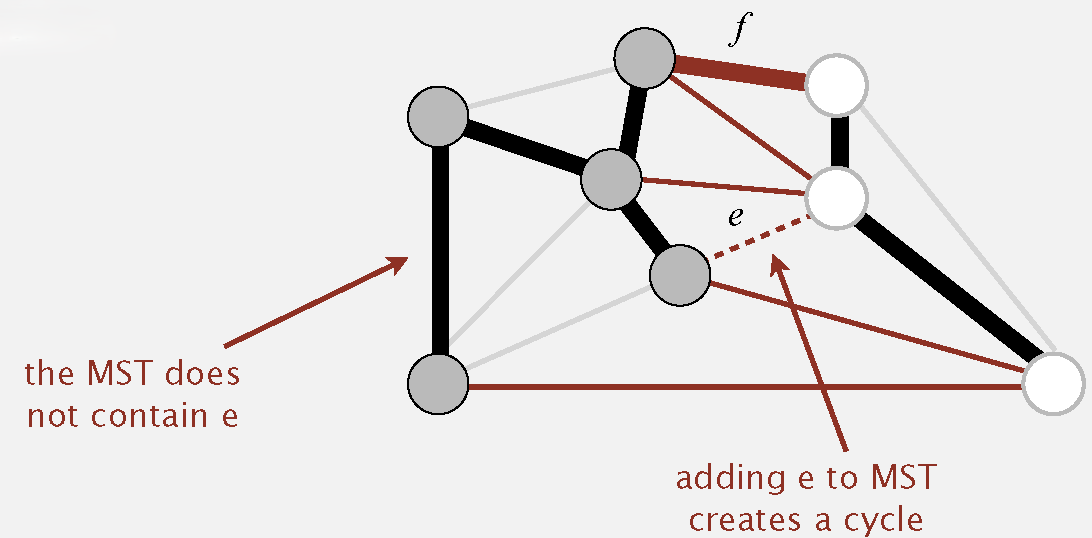 f
e
the MST does
not contain e
adding e to MST
creates a cycle